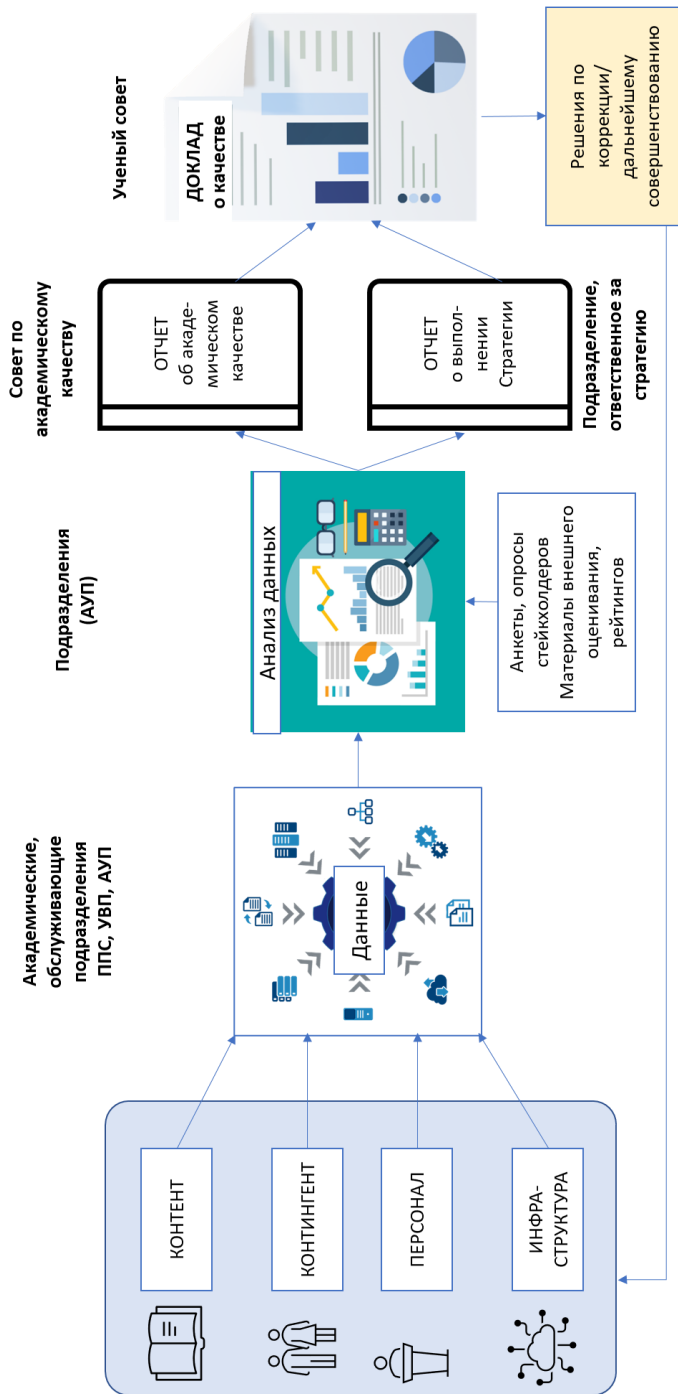 Академические,
обслуживающие
подразделения
ППС, УВП, АУП
Подразделения
(АУП)
Совет по
академическому
качеству
Ученый совет
КОНТЕНТ
КОНТИНГЕНТ
ПЕРСОНАЛ
ИНФРА-
СТРУКТУРА
Данные
Анализ данных
Анкеты, опросы
стейкхолдеров
Материалы внешнего
оценивания,
рейтингов
ОТЧЕТ
об акаде-
мическом
качестве
ОТЧЕТ
о выпол-
нении
Стратегии
Подразделение,
ответственное за
стратегию
ДОКЛАД
о качестве
Решения по
коррекции/
дальнейшему
совершенствованию